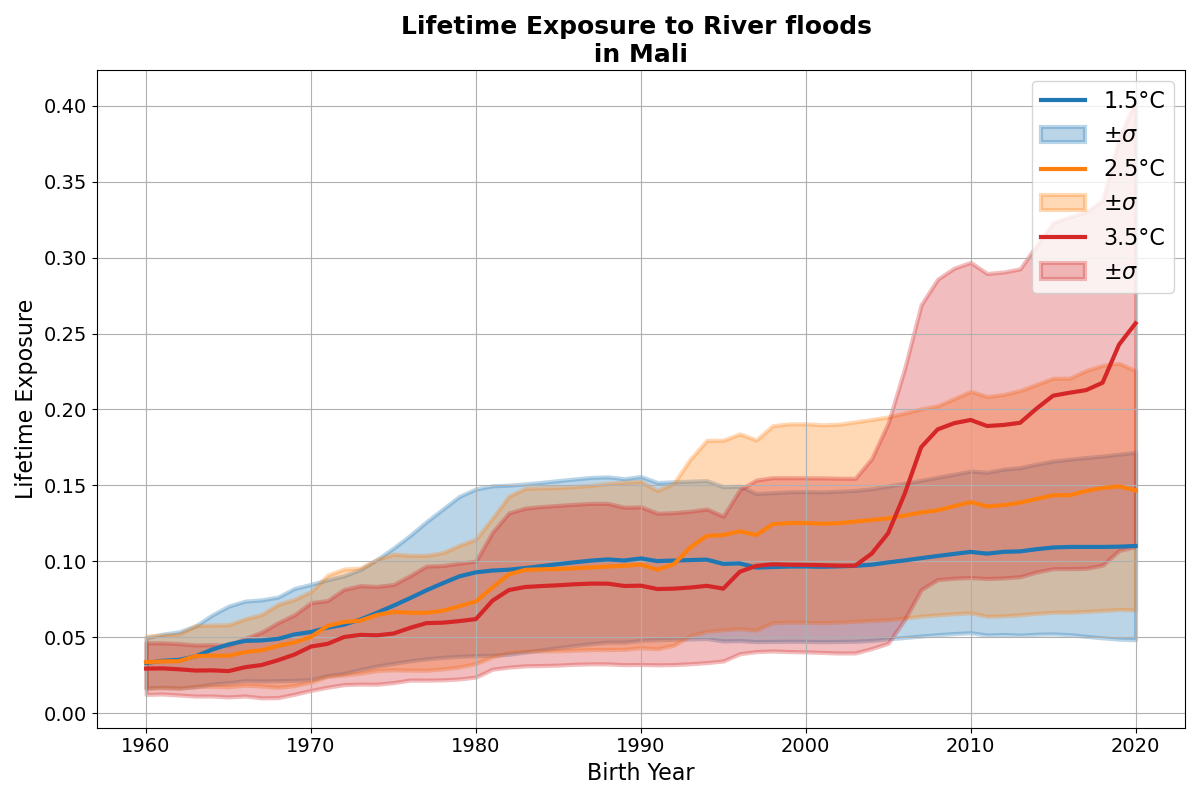 Lifetime Exposure to River floods
in Mali
Lifetime Exposure
0.40
0.35
0.30
0.25
0.20
0.15
0.10
0.05
0.00
1960 1970 1980 1990 2000 2010 2020
Birth Year
1.5°C
±σ
2.5°C
±σ
3.5°C
±σ